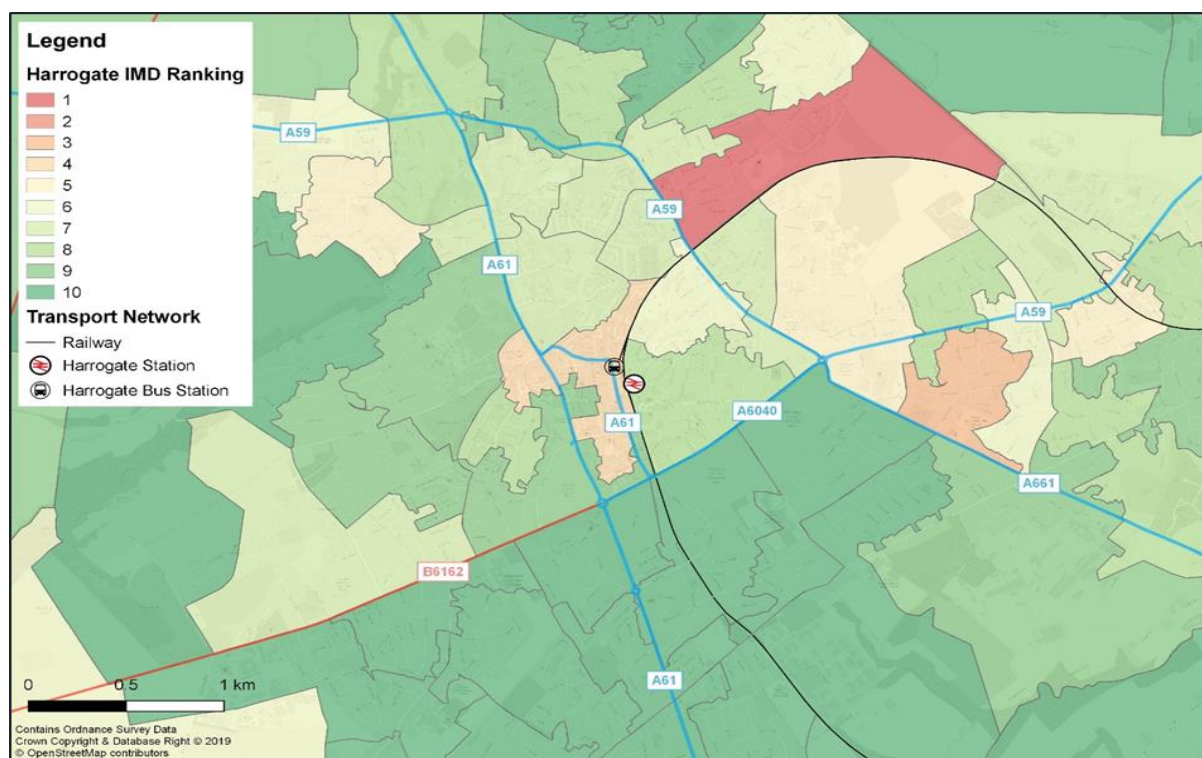 Legend
Harrogate IMD Ranking
1
2
3
4
5
6
7
8
9
10
Transport Network
Railway
Harrogate Station
Harrogate Bus Station
A59
A59
A61
A59
A61
A6040
A661
B6162
A61
0 0.5 1 km
Contains Ordnance Survey Data
Crown Copyright & Database Right © 2019
© OpenStreetMap contributors